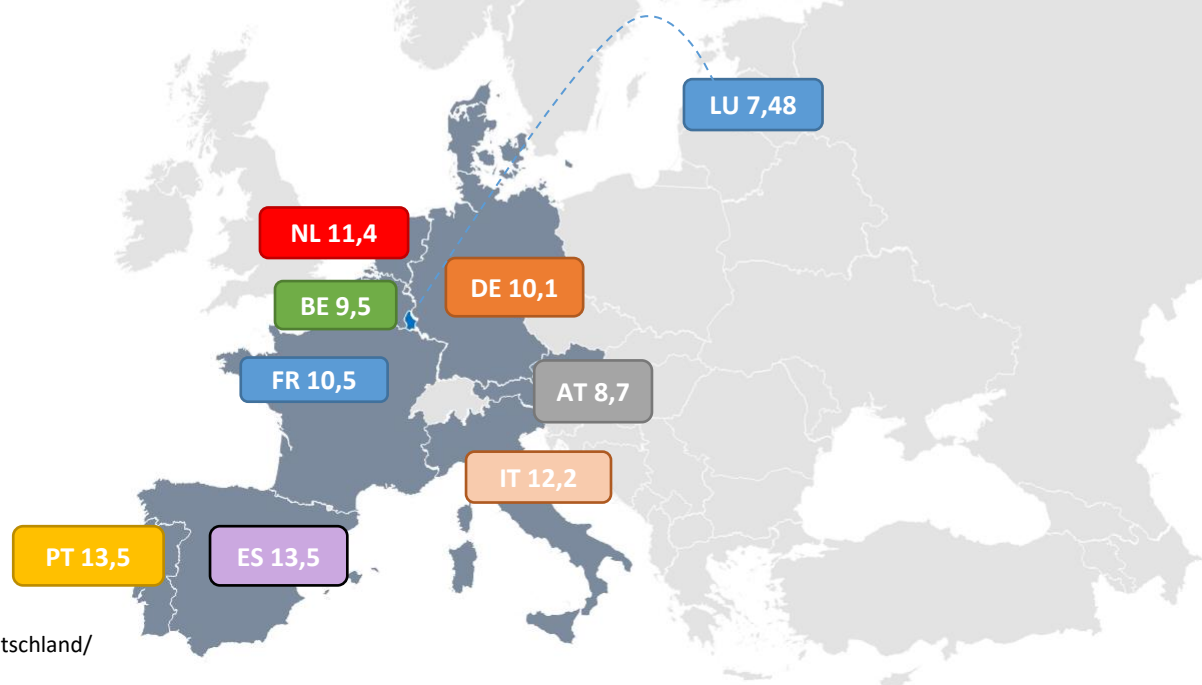 LU 7,48
NL 11,4
DE 10,1
BE 9,5
FR 10,5
AT 8,7
IT 12,2
PT 13,5
ES 13,5
tschland/